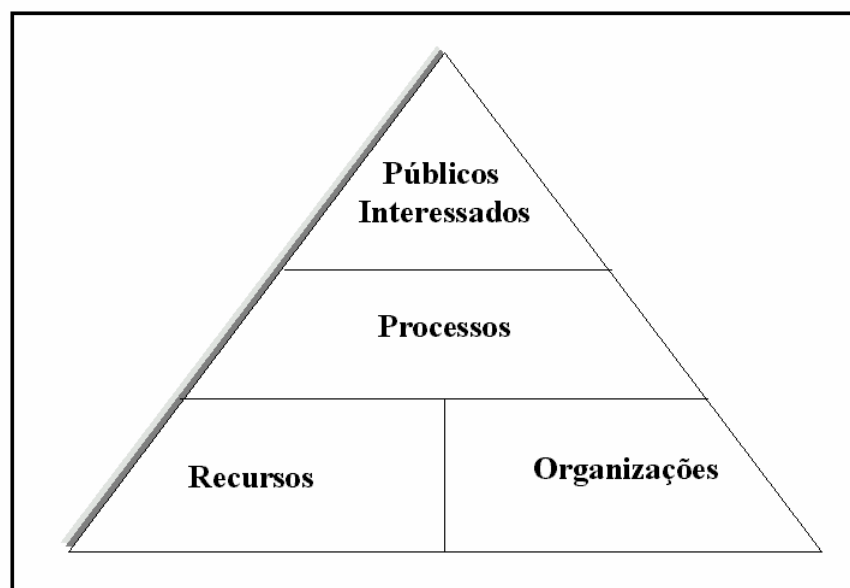 Públicos
Interessados
Processos
Recursos
Organizações